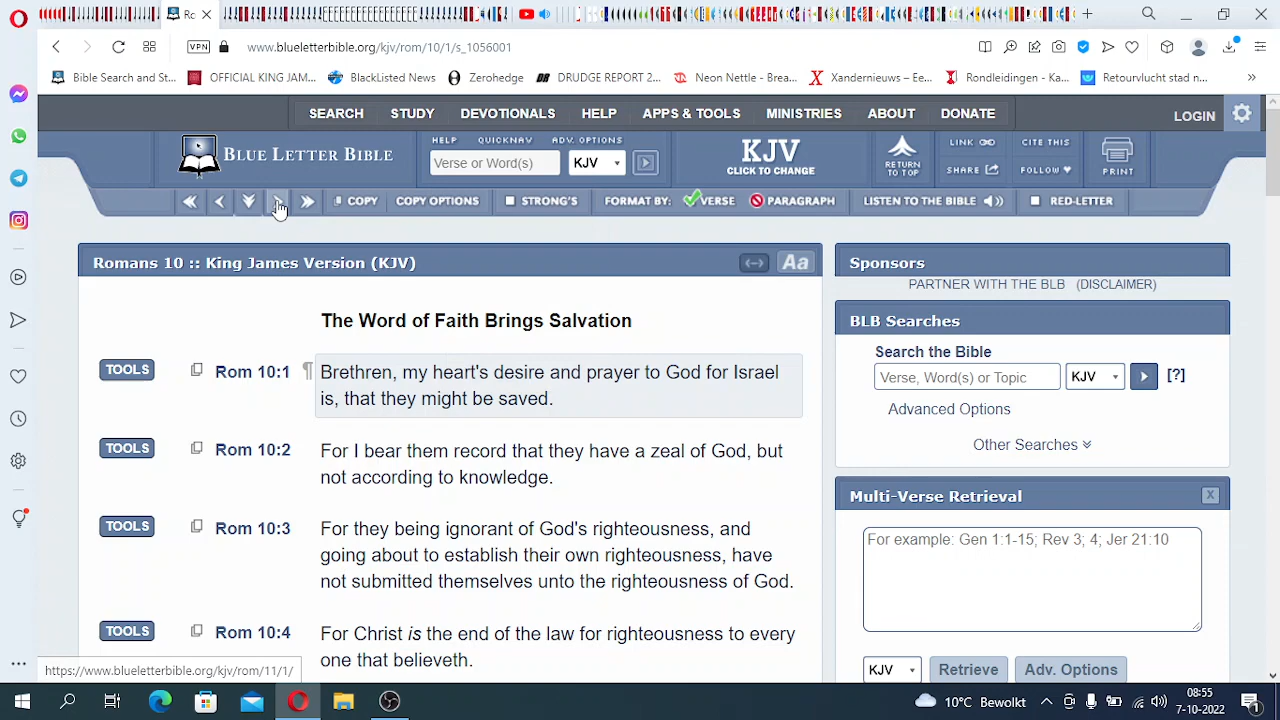 Rc
VPN
www.blueletterbible.org/kjv/rom/10/1/s_1056001
Bible Search and St...
OFFICIAL KING JAM...
BlackListed News
Zerohedge
DRUDGE REPORT 2...
Neon Nettle - Brea...
Xandernieuws – Ee...
Rondleidingen - Ka...
Retourvlucht stad n...
SEARCH
STUDY
DEVOTIONALS
HELP
APPS & TOOLS
MINISTRIES
ABOUT
DONATE
LOGIN
BLUE LETTER BIBLE
HELP
QUICKNAV
ADV. OPTIONS
Verse or Word(s)
KJV
KJV
CLICK TO CHANGE
RETURN
TO TOP
LINK
SHARE
CITE THIS
FOLLOW
PRINT
COPY
COPY OPTIONS
STRONG'S
FORMAT BY:
VERSE
PARAGRAPH
LISTEN TO THE BIBLE
RED-LETTER
Romans 10 :: King James Version (KJV)
Aa
The Word of Faith Brings Salvation
TOOLS
Rom 10:1
¶
Brethren, my heart's desire and prayer to God for Israel
is, that they might be saved.
TOOLS
Rom 10:2
For I bear them record that they have a zeal of God, but
not according to knowledge.
TOOLS
Rom 10:3
For they being ignorant of God's righteousness, and
going about to establish their own righteousness, have
not submitted themselves unto the righteousness of God.
TOOLS
Rom 10:4
For Christ is the end of the law for righteousness to every
one that believeth.
Sponsors
PARTNER WITH THE BLB (DISCLAIMER)
BLB Searches
Search the Bible
Verse, Word(s) or Topic
KJV
[?]
Advanced Options
Other Searches
Multi-Verse Retrieval
X
For example: Gen 1:1-15; Rev 3; 4; Jer 21:10
KJV
Retrieve
Adv. Options
https://www.blueletterbible.org/kjv/rom/11/1/
10°C Bewolkt
08:55
7-10-2022
1